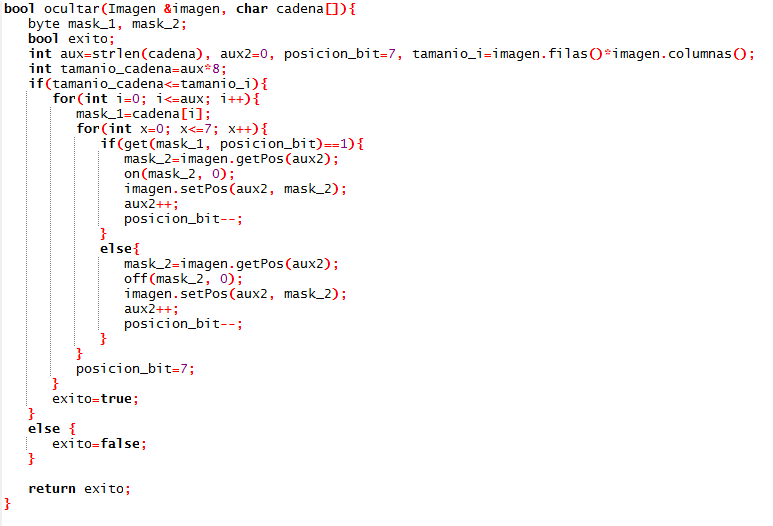 bool ocultar(Imagen &imagen, char cadena[]){
byte mask_1, mask_2;
bool exito;
int aux=strlen(cadena), aux2=0, posicion_bit=7, tamanio_i=imagen.filas()*imagen.columnas();
int tamanio_cadena=aux*8;
if(tamanio_cadena<=tamanio_i){
for(int i=0; i<=aux; i++){
mask_1=cadena[i];
for(int x=0; x<=7; x++){
if(get(mask_1, posicion_bit)==1){
mask_2=imagen.getPos(aux2);
on(mask_2, 0);
imagen.setPos(aux2, mask_2);
aux2++;
posicion_bit--;
}
else{
mask_2=imagen.getPos(aux2);
off(mask_2, 0);
imagen.setPos(aux2, mask_2);
aux2++;
posicion_bit--;
}
}
posicion_bit=7;
}
exito=true;
}
else {
exito=false;
}
return exito;
}